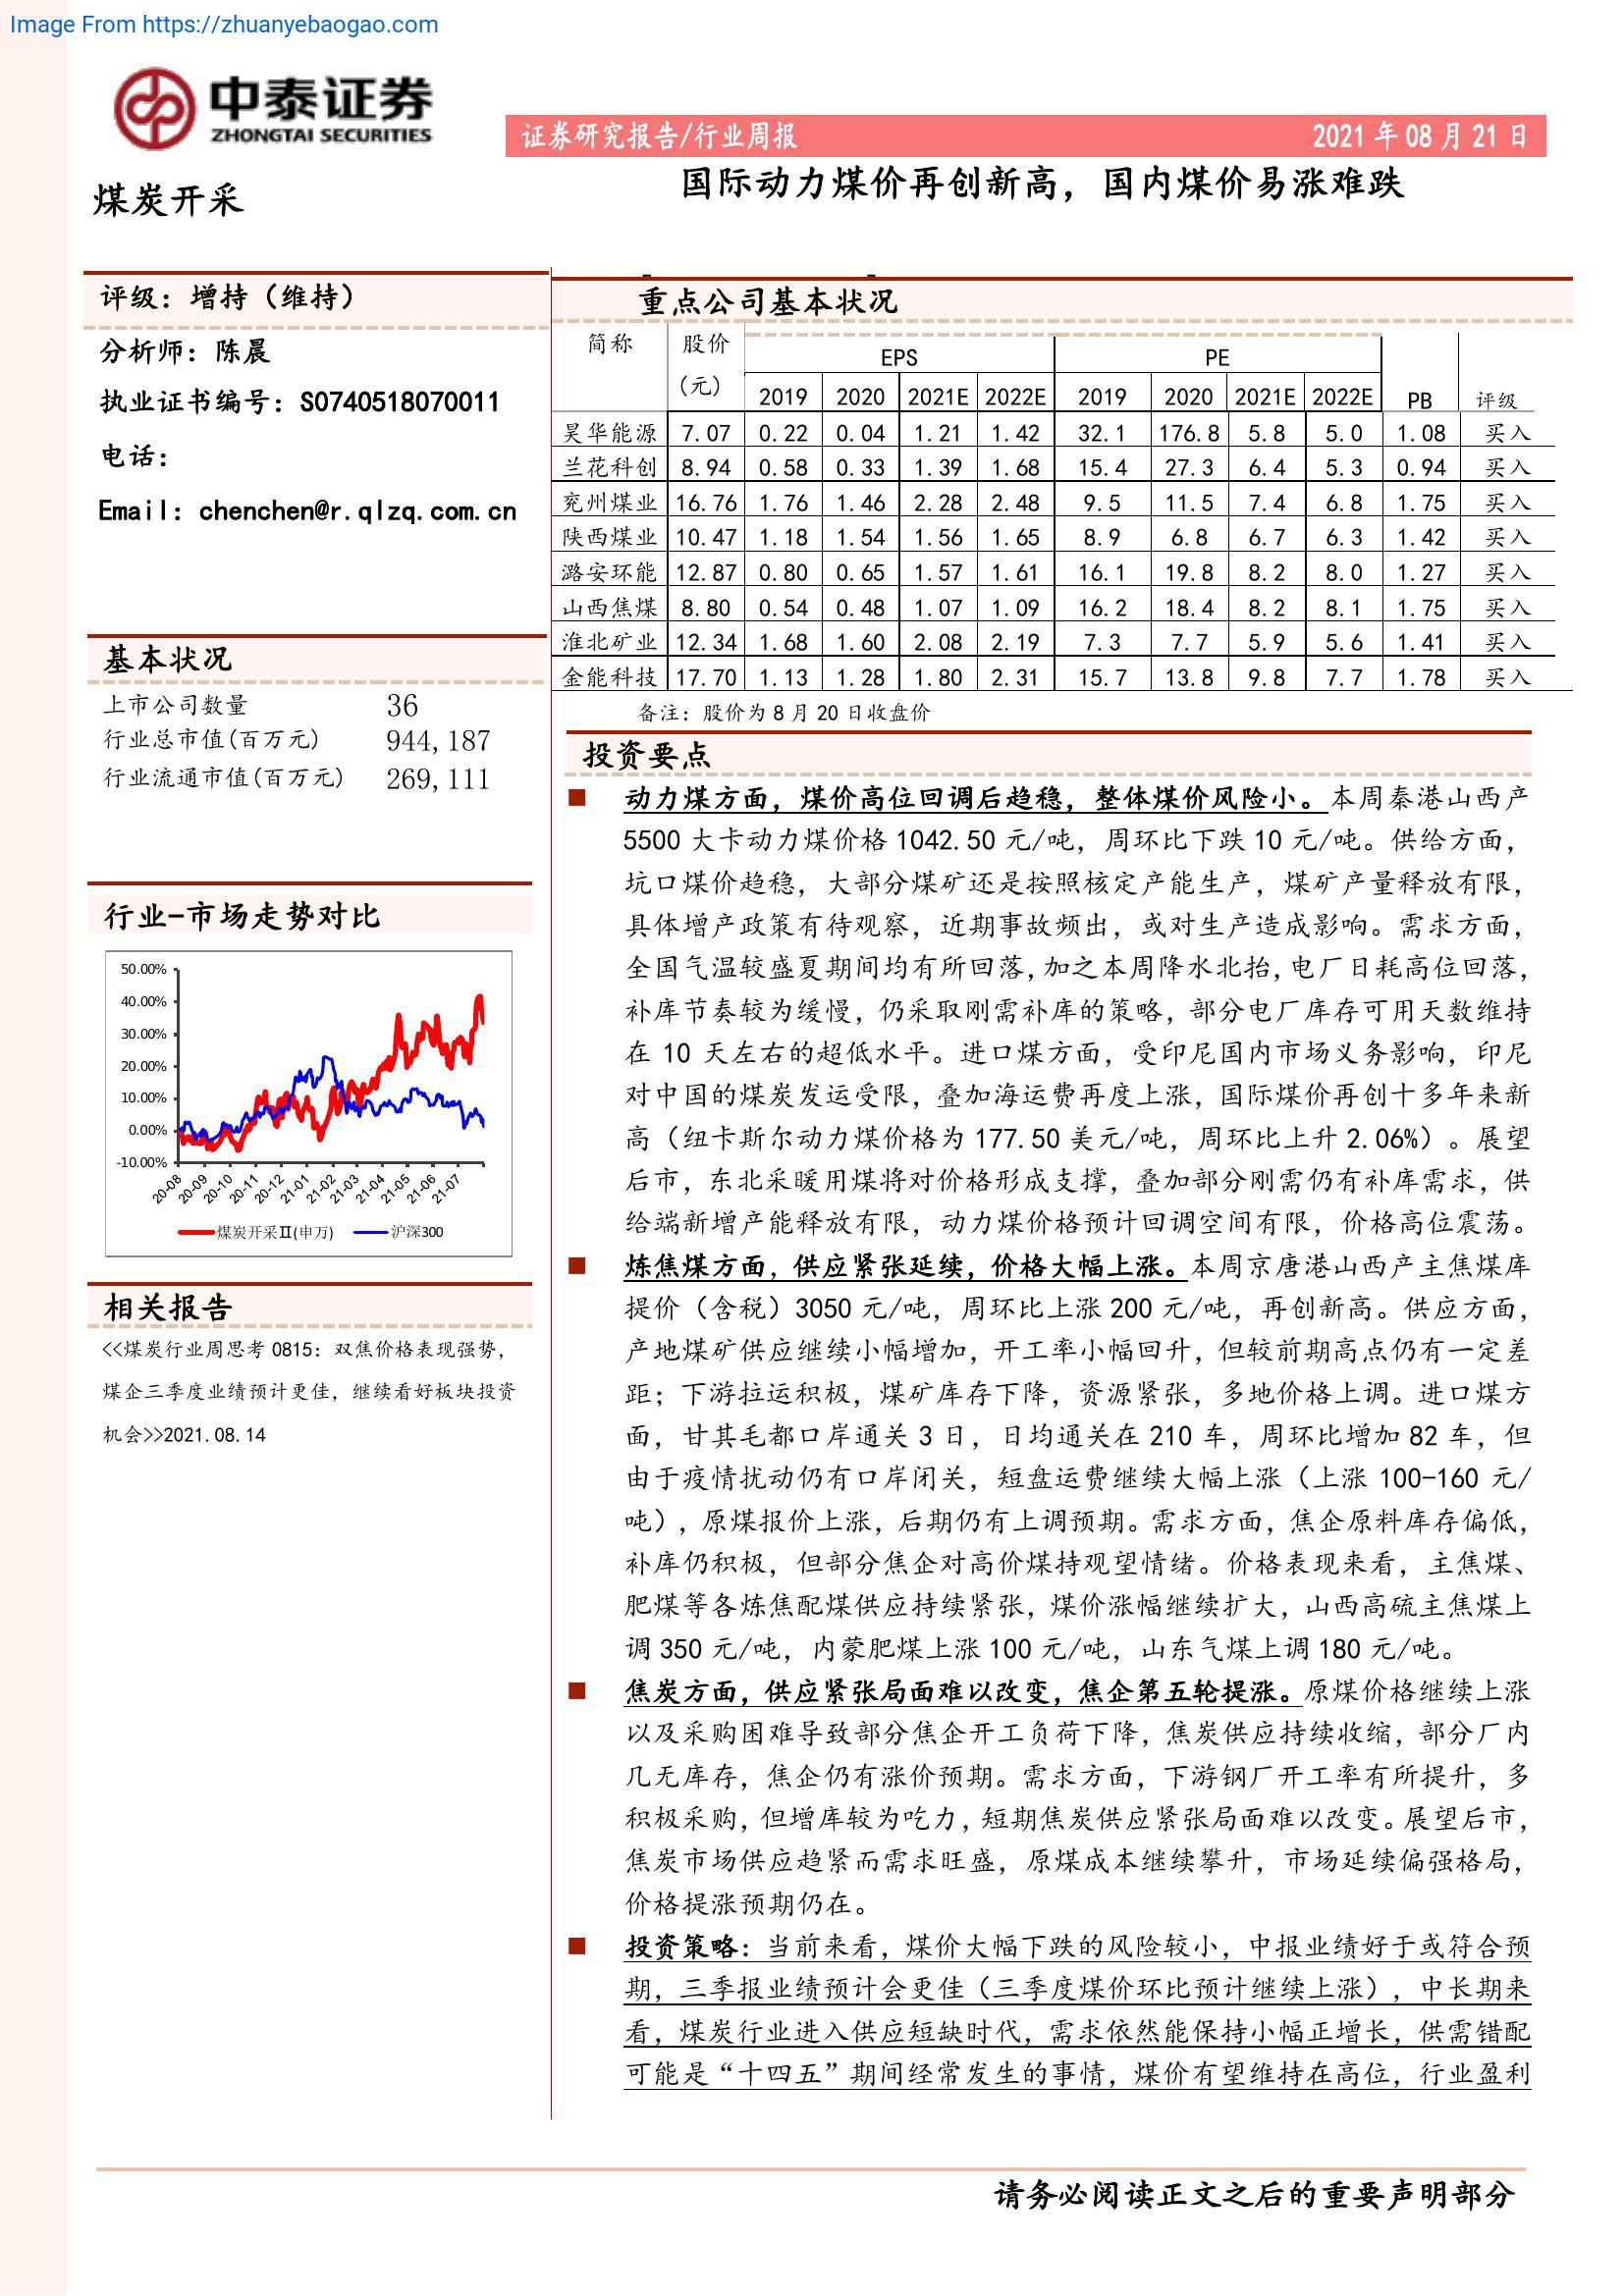 Image From https://zhuanyebaogao.com
中泰证券
ZHONGTAI SECURITIES
证券研究报告/行业周报 2021 年 08 月 21 日
煤炭开采
国际动力煤价再创新高，国内煤价易涨难跌
评级：增持（维持）
分析师：陈晨
执业证书编号：S0740518070011
电话：
Email：chenchen@r.qlzq.com.cn
基本状况
上市公司数量 36
行业总市值(百万元) 944,187
行业流通市值(百万元) 269,111
行业-市场走势对比
50.00%
40.00%
30.00%
20.00%
10.00%
0.00%
-10.00%
20-08 20-09 20-10 20-11 20-12 21-01 21-02 21-03 21-04 21-05 21-06 21-07
煤炭开采Ⅱ(申万) 沪深300
相关报告
<<煤炭行业周思考 0815：双焦价格表现强势，
煤企三季度业绩预计更佳，继续看好板块投资
机会>>2021.08.14
重点公司基本状况
简称 股价 EPS PE
(元) 2019 2020 2021E 2022E 2019 2020 2021E 2022E PB 评级
昊华能源 7.07 0.22 0.04 1.21 1.42 32.1 176.8 5.8 5.0 1.08 买入
兰花科创 8.94 0.58 0.33 1.39 1.68 15.4 27.3 6.4 5.3 0.94 买入
兖州煤业 16.76 1.76 1.46 2.28 2.48 9.5 11.5 7.4 6.8 1.75 买入
陕西煤业 10.47 1.18 1.54 1.56 1.65 8.9 6.8 6.7 6.3 1.42 买入
潞安环能 12.87 0.80 0.65 1.57 1.61 16.1 19.8 8.2 8.0 1.27 买入
山西焦煤 8.80 0.54 0.48 1.07 1.09 16.2 18.4 8.2 8.1 1.75 买入
淮北矿业 12.34 1.68 1.60 2.08 2.19 7.3 7.7 5.9 5.6 1.41 买入
金能科技 17.70 1.13 1.28 1.80 2.31 15.7 13.8 9.8 7.7 1.78 买入
备注：股价为 8 月 20 日收盘价
投资要点
■ 动力煤方面，煤价高位回调后趋稳，整体煤价风险小。本周秦港山西产
5500 大卡动力煤价格 1042.50 元/吨，周环比下跌 10 元/吨。供给方面，
坑口煤价趋稳，大部分煤矿还是按照核定产能生产，煤矿产量释放有限，
具体增产政策有待观察，近期事故频出，或对生产造成影响。需求方面，
全国气温较盛夏期间均有所回落，加之本周降水北抬，电厂日耗高位回落，
补库节奏较为缓慢，仍采取刚需补库的策略，部分电厂库存可用天数维持
在 10 天左右的超低水平。进口煤方面，受印尼国内市场义务影响，印尼
对中国的煤炭发运受限，叠加海运费再度上涨，国际煤价再创十多年来新
高（纽卡斯尔动力煤价格为 177.50 美元/吨，周环比上升 2.06%）。展望
后市，东北采暖用煤将对价格形成支撑，叠加部分刚需仍有补库需求，供
给端新增产能释放有限，动力煤价格预计回调空间有限，价格高位震荡。
■ 炼焦煤方面，供应紧张延续，价格大幅上涨。本周京唐港山西产主焦煤库
提价（含税）3050 元/吨，周环比上涨 200 元/吨，再创新高。供应方面，
产地煤矿供应继续小幅增加，开工率小幅回升，但较前期高点仍有一定差
距；下游拉运积极，煤矿库存下降，资源紧张，多地价格上调。进口煤方
面，甘其毛都口岸通关 3 日，日均通关在 210 车，周环比增加 82 车，但
由于疫情扰动仍有口岸闭关，短盘运费继续大幅上涨（上涨 100-160 元/
吨），原煤报价上涨，后期仍有上调预期。需求方面，焦企原料库存偏低，
补库仍积极，但部分焦企对高价煤持观望情绪。价格表现来看，主焦煤、
肥煤等各炼焦配煤供应持续紧张，煤价涨幅继续扩大，山西高硫主焦煤上
调 350 元/吨，内蒙肥煤上涨 100 元/吨，山东气煤上调 180 元/吨。
■ 焦炭方面，供应紧张局面难以改变，焦企第五轮提涨。原煤价格继续上涨
以及采购困难导致部分焦企开工负荷下降，焦炭供应持续收缩，部分厂内
几无库存，焦企仍有涨价预期。需求方面，下游钢厂开工率有所提升，多
积极采购，但增库较为吃力，短期焦炭供应紧张局面难以改变。展望后市，
焦炭市场供应趋紧而需求旺盛，原煤成本继续攀升，市场延续偏强格局，
价格提涨预期仍在。
■ 投资策略：当前来看，煤价大幅下跌的风险较小，中报业绩好于或符合预
期，三季报业绩预计会更佳（三季度煤价环比预计继续上涨），中长期来
看，煤炭行业进入供应短缺时代，需求依然能保持小幅正增长，供需错配
可能是“十四五”期间经常发生的事情，煤价有望维持在高位，行业盈利
请务必阅读正文之后的重要声明部分